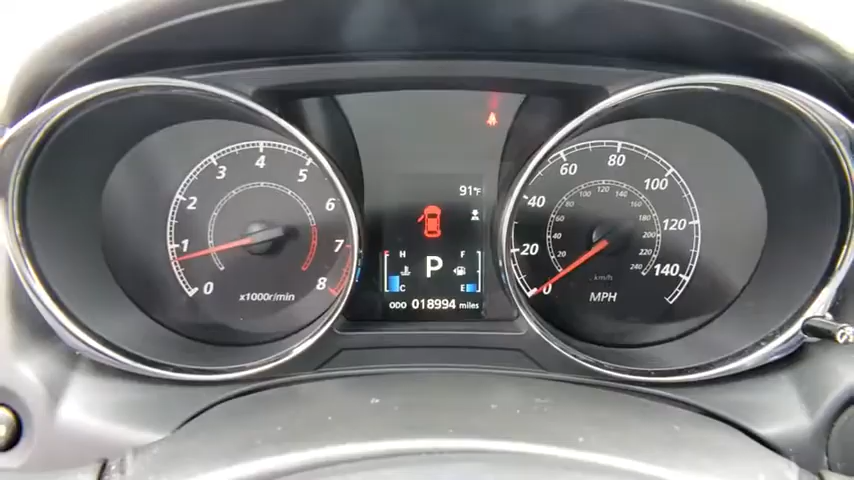 0 1 2 3 4 5 6 7 8
x1000r/min
91°F
H F
P
C E
ODO 018994 miles
0 20 40 60 80 100 120 140
20 40 60 80 100 120 140 160 180 200 220 240
km/h
MPH